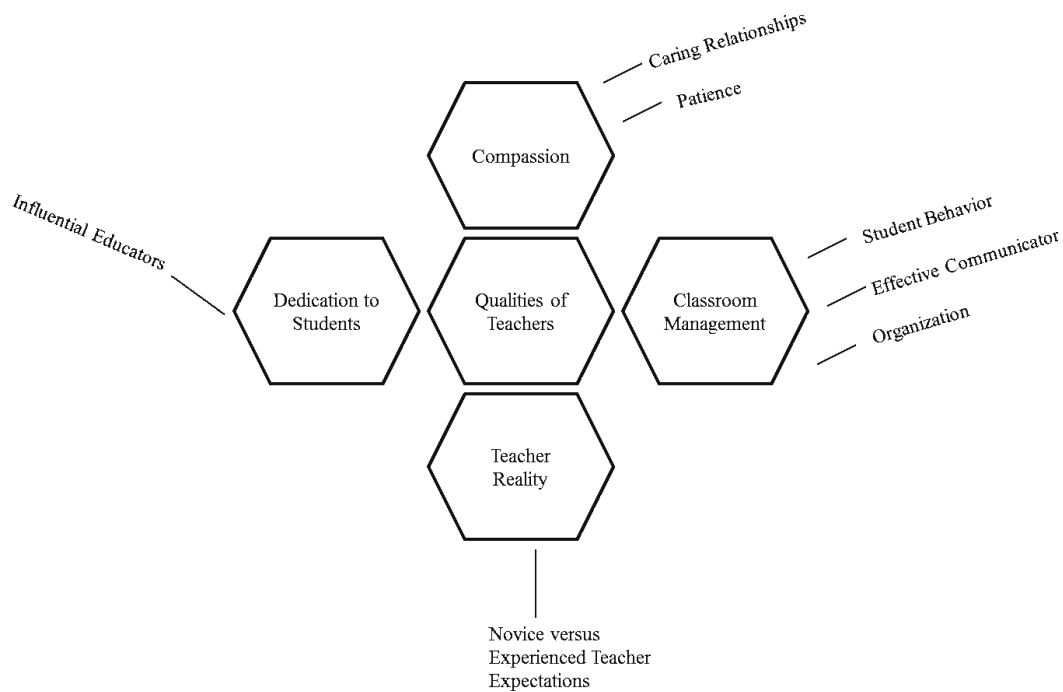 Caring Relationships
Patience
Compassion
Influential Educators
Dedication to
Students
Qualities of
Teachers
Classroom
Management
Student Behavior
Effective Communicator
Organization
Teacher
Reality
Novice versus
Experienced Teacher
Expectations